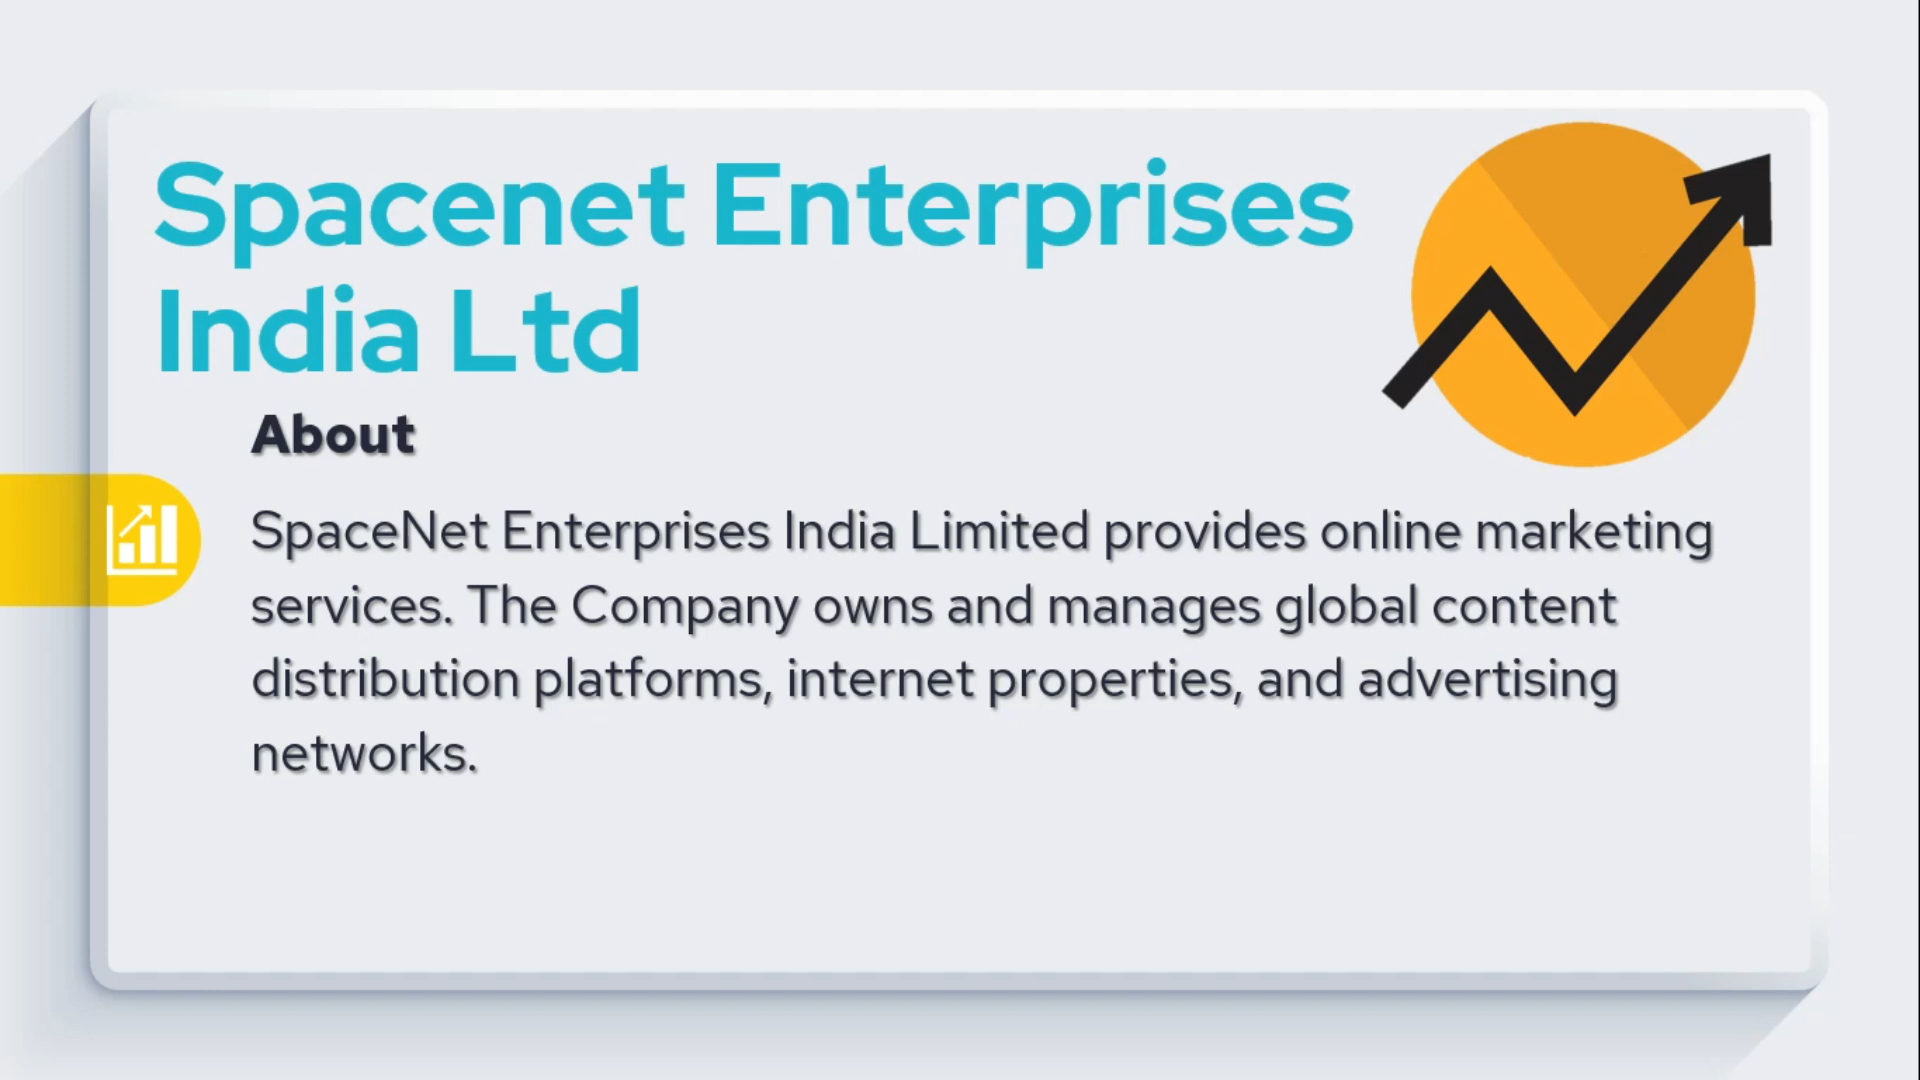 Spacenet Enterprises
India Ltd
About
SpaceNet Enterprises India Limited provides online marketing
services. The Company owns and manages global content
distribution platforms, internet properties, and advertising
networks.